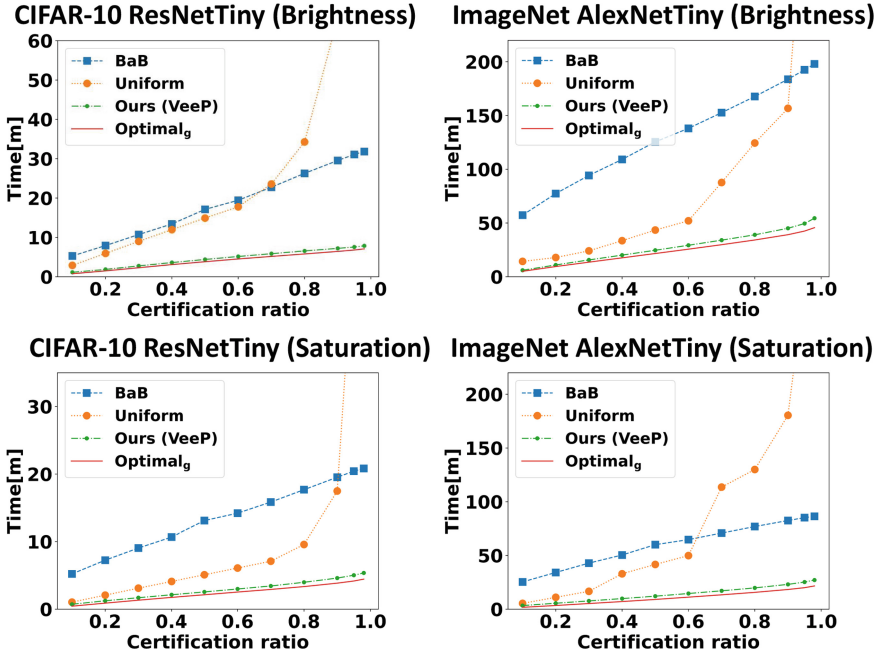 CIFAR-10 ResNetTiny (Brightness)
60
50
40
30
20
10
0
Time[m]
BaB
Uniform
Ours (VeeP)
Optimal_g
0.2 0.4 0.6 0.8 1.0
Certification ratio
ImageNet AlexNetTiny (Brightness)
200
150
100
50
0
Time[m]
BaB
Uniform
Ours (VeeP)
Optimal_g
0.2 0.4 0.6 0.8 1.0
Certification ratio
CIFAR-10 ResNetTiny (Saturation)
30
20
10
0
Time[m]
BaB
Uniform
Ours (VeeP)
Optimal_g
0.2 0.4 0.6 0.8 1.0
Certification ratio
ImageNet AlexNetTiny (Saturation)
200
150
100
50
0
Time[m]
BaB
Uniform
Ours (VeeP)
Optimal_g
0.2 0.4 0.6 0.8 1.0
Certification ratio